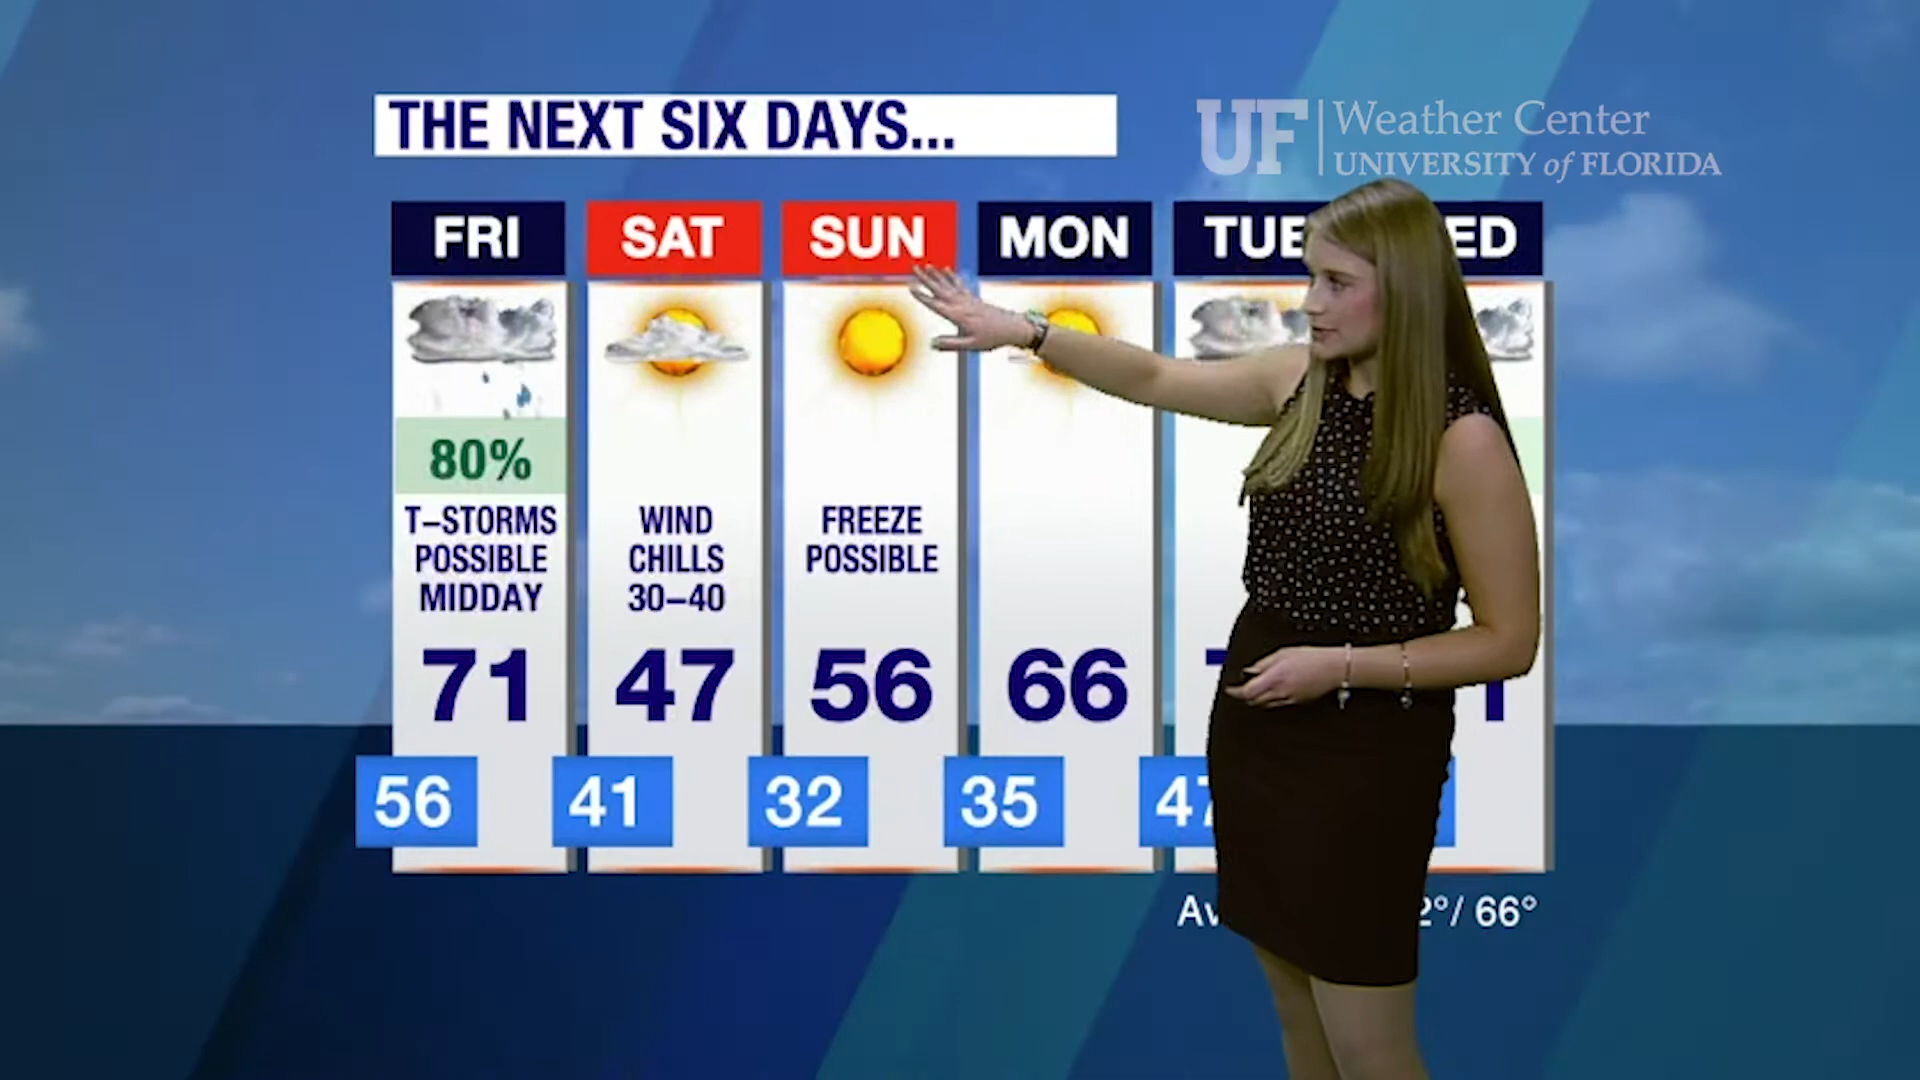 THE NEXT SIX DAYS...
UF Weather Center
UNIVERSITY of FLORIDA
FRI SAT SUN MON
80%
T-STORMS
POSSIBLE
MIDDAY
WIND
CHILLS
30-40
FREEZE
POSSIBLE
71 47 56 66
56 41 32 35
66°